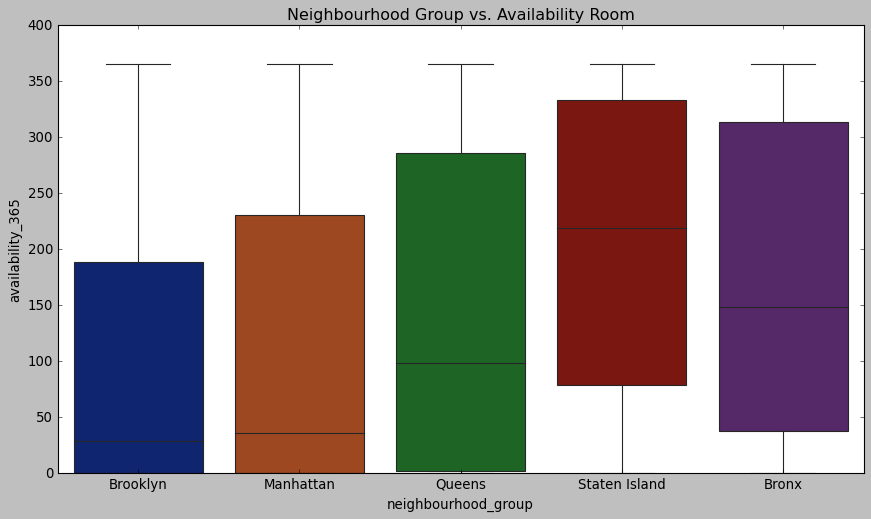 Neighbourhood Group vs. Availability Room
400
350
300
250
200
150
100
50
0
availability_365
Brooklyn Manhattan Queens Staten Island Bronx
neighbourhood_group